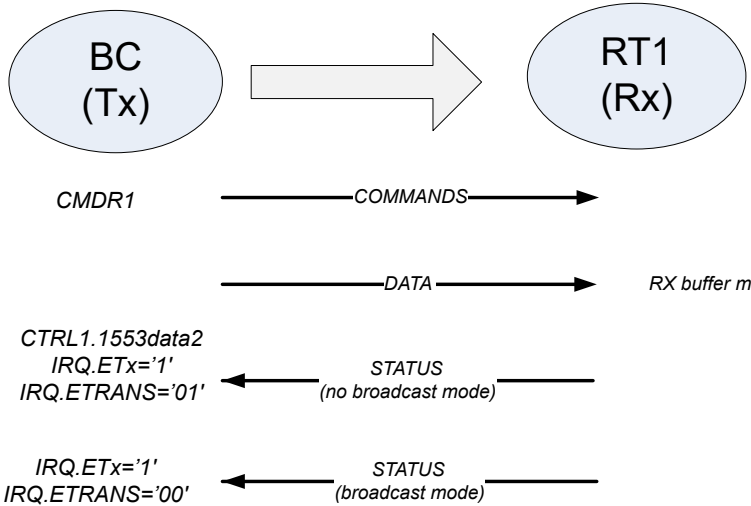 BC
(Tx)
RT1
(Rx)
CMDR1
COMMANDS
DATA
RX buffer m
CTRL1.1553data2
IRQ.ETx='1'
IRQ.ETRANS='01'
STATUS
(no broadcast mode)
IRQ.ETx='1'
IRQ.ETRANS='00'
STATUS
(broadcast mode)